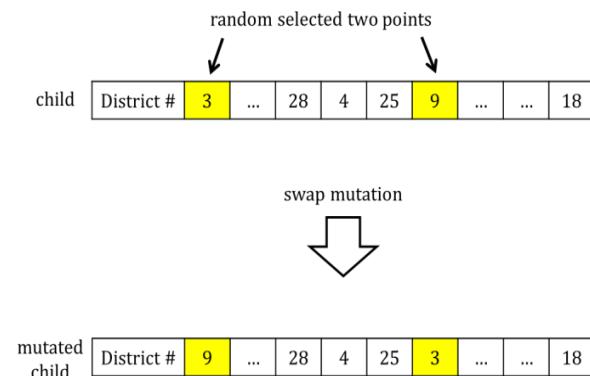 random selected two points
child District # 3 ... 28 4 25 9 ... ... 18
swap mutation
mutated child District # 9 ... 28 4 25 3 ... ... 18